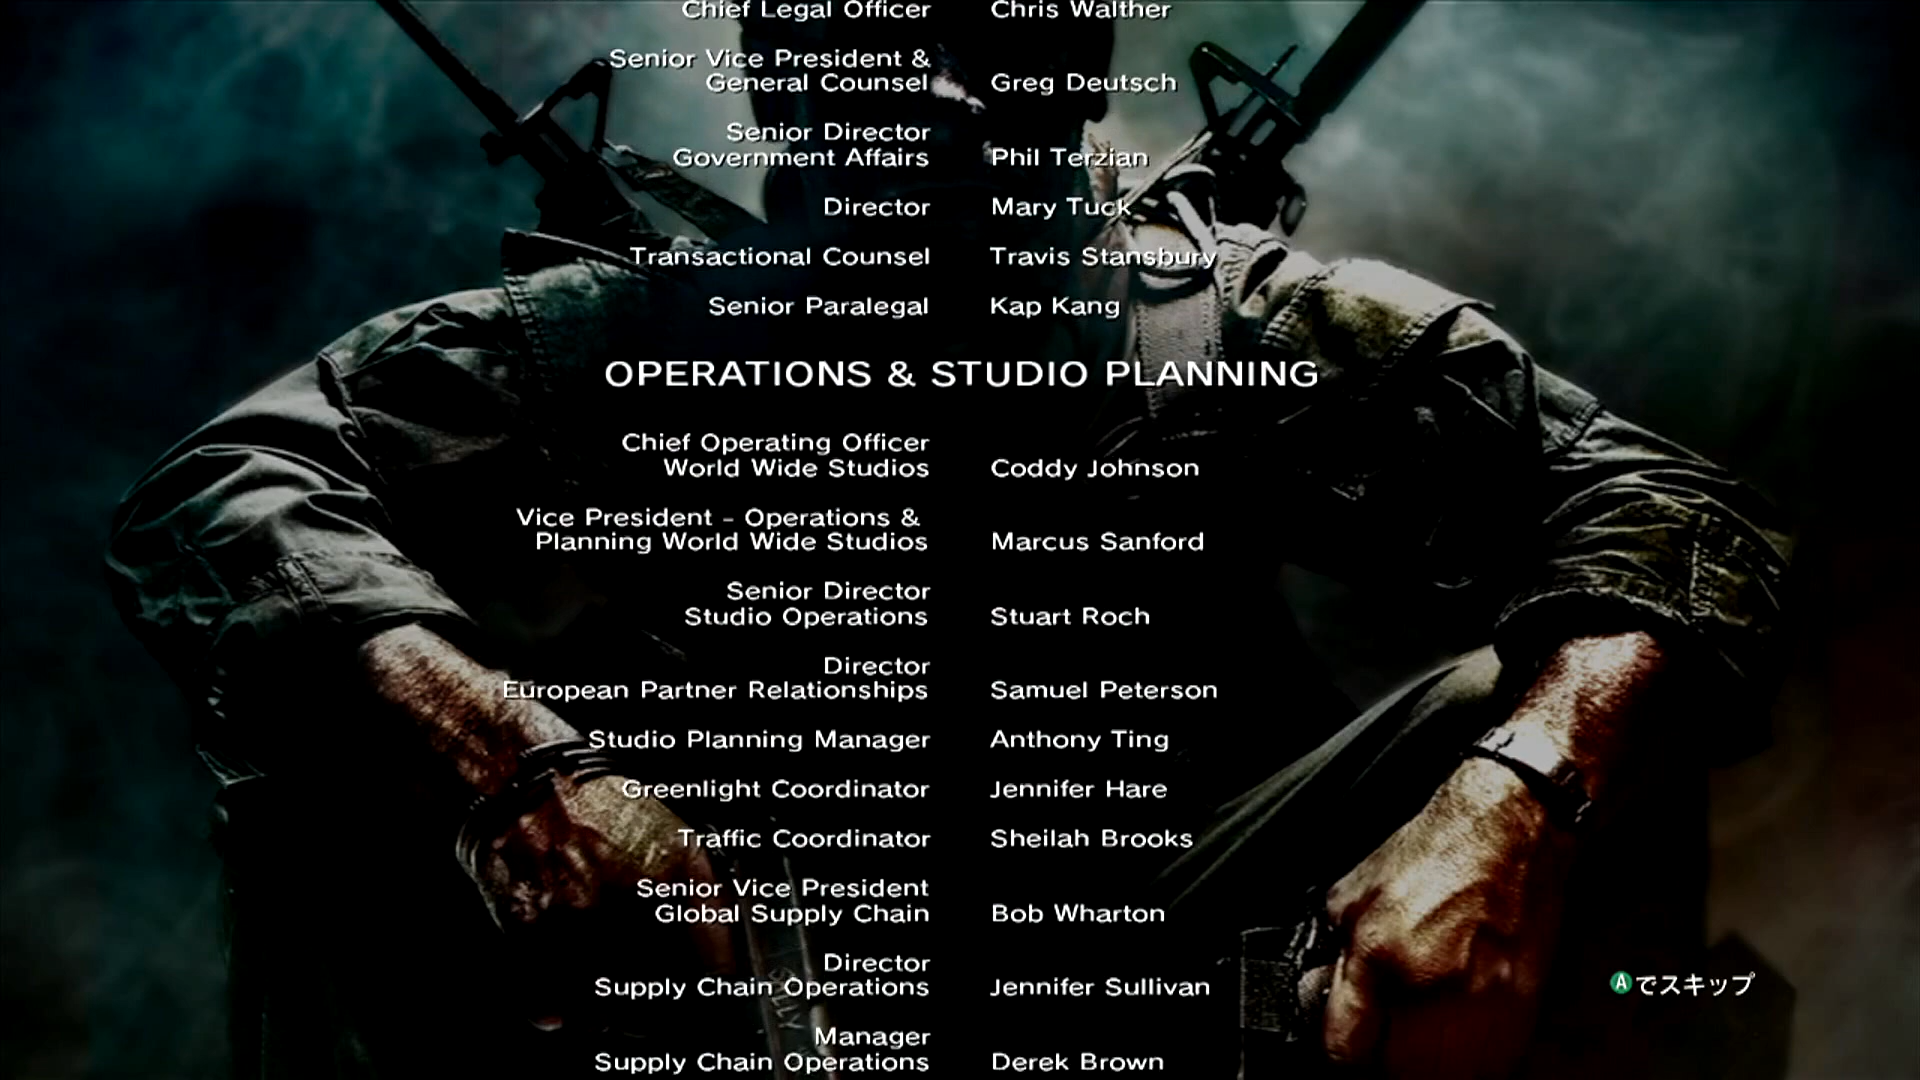 Chief Legal Officer Chris Walther
Senior Vice President &
General Counsel Greg Deutsch
Senior Director
Government Affairs Phil Terzian
Director Mary Tuck
Transactional Counsel Travis Stansbury
Senior Paralegal Kap Kang
OPERATIONS & STUDIO PLANNING
Chief Operating Officer
World Wide Studios Coddy Johnson
Vice President - Operations &
Planning World Wide Studios Marcus Sanford
Senior Director
Studio Operations Stuart Roch
Director
European Partner Relationships Samuel Peterson
Studio Planning Manager Anthony Ting
Greenlight Coordinator Jennifer Hare
Traffic Coordinator Sheilah Brooks
Senior Vice President
Global Supply Chain Bob Wharton
Director
Supply Chain Operations Jennifer Sullivan
Aでスキップ
Manager
Supply Chain Operations Derek Brown